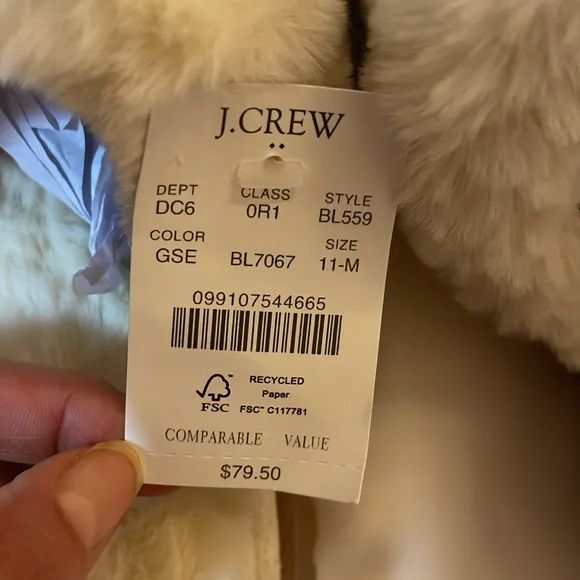 J.CREW
DEPT CLASS STYLE
DC6 0R1 BL559
COLOR SIZE
GSE BL7067 11-M
099107544665
FSC™
RECYCLED
Paper
FSC™ C117781
COMPARABLE VALUE
$79.50